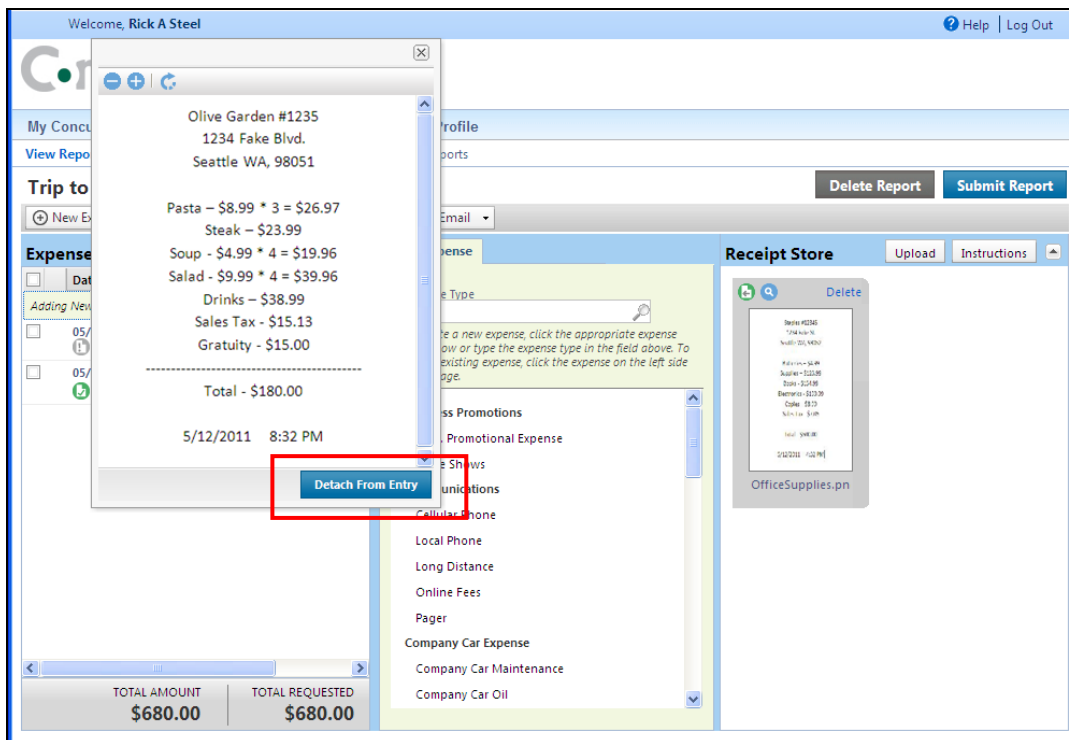 Welcome, Rick A Steel
Help | Log Out
C
My Concu
Profile
View Repo
ports
Trip to
Delete Report
Submit Report
New Ex
Email
Olive Garden #1235
1234 Fake Blvd.
Seattle WA, 98051
Pasta – $8.99 * 3 = $26.97
Steak – $23.99
Soup - $4.99 * 4 = $19.96
Salad - $9.99 * 4 = $39.96
Drinks – $38.99
Sales Tax - $15.13
Gratuity - $15.00
-------------------------------------------
Total - $180.00
5/12/2011 8:32 PM
Detach From Entry
Expense
Dat
Adding New
05/
05/
TOTAL AMOUNT
$680.00
TOTAL REQUESTED
$680.00
pense
e Type
te a new expense, click the appropriate expense
ow or type the expense type in the field above. To
existing expense, click the expense on the left side
age.
ess Promotions
. Promotional Expense
e Shows
unications
Cellular Phone
Local Phone
Long Distance
Online Fees
Pager
Company Car Expense
Company Car Maintenance
Company Car Oil
Receipt Store
Upload
Instructions
Delete
Seattle WA, 98051
OfficeSupplies.pn